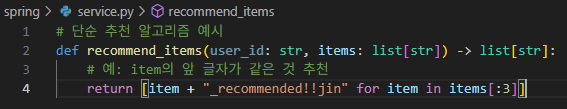 spring > service.py > recommend_items
1 # 단순 추천 알고리즘 예시
2 def recommend_items(user_id: str, items: list[str]) -> list[str]:
3 # 예: item의 앞 글자가 같은 것 추천
4 return [item + "_recommended!!jin" for item in items[:3]]